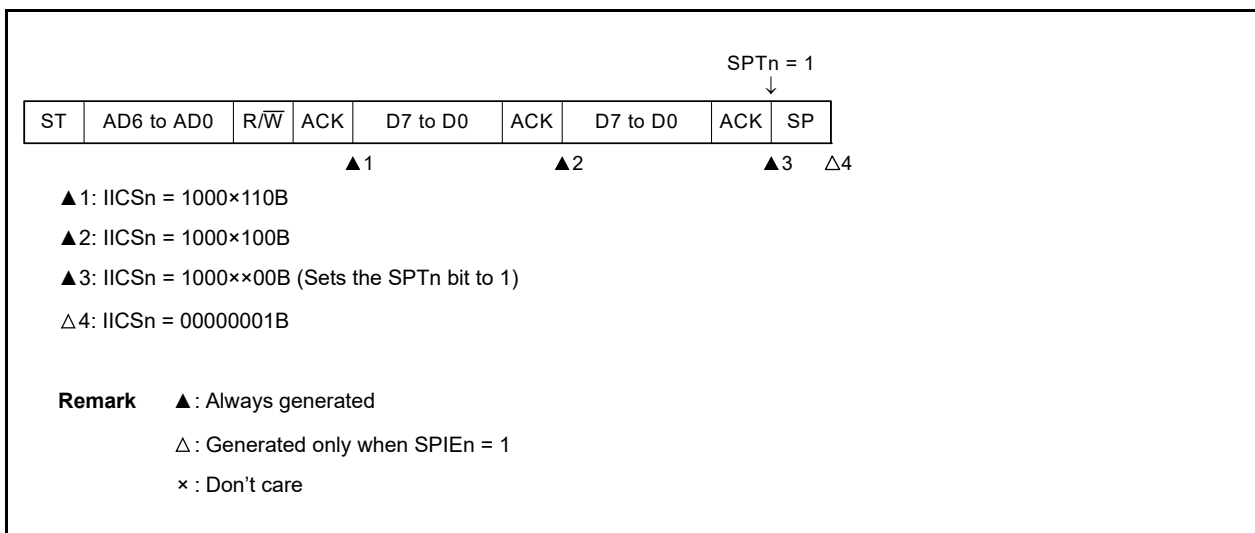 SPTn = 1
↓
ST AD6 to AD0 R/W̅ ACK D7 to D0 ACK D7 to D0 ACK SP
▲1 ▲2 ▲3 △4
▲1: IICSn = 1000×110B
▲2: IICSn = 1000×100B
▲3: IICSn = 1000××00B (Sets the SPTn bit to 1)
△4: IICSn = 00000001B
Remark ▲: Always generated
△: Generated only when SPIEn = 1
×: Don’t care